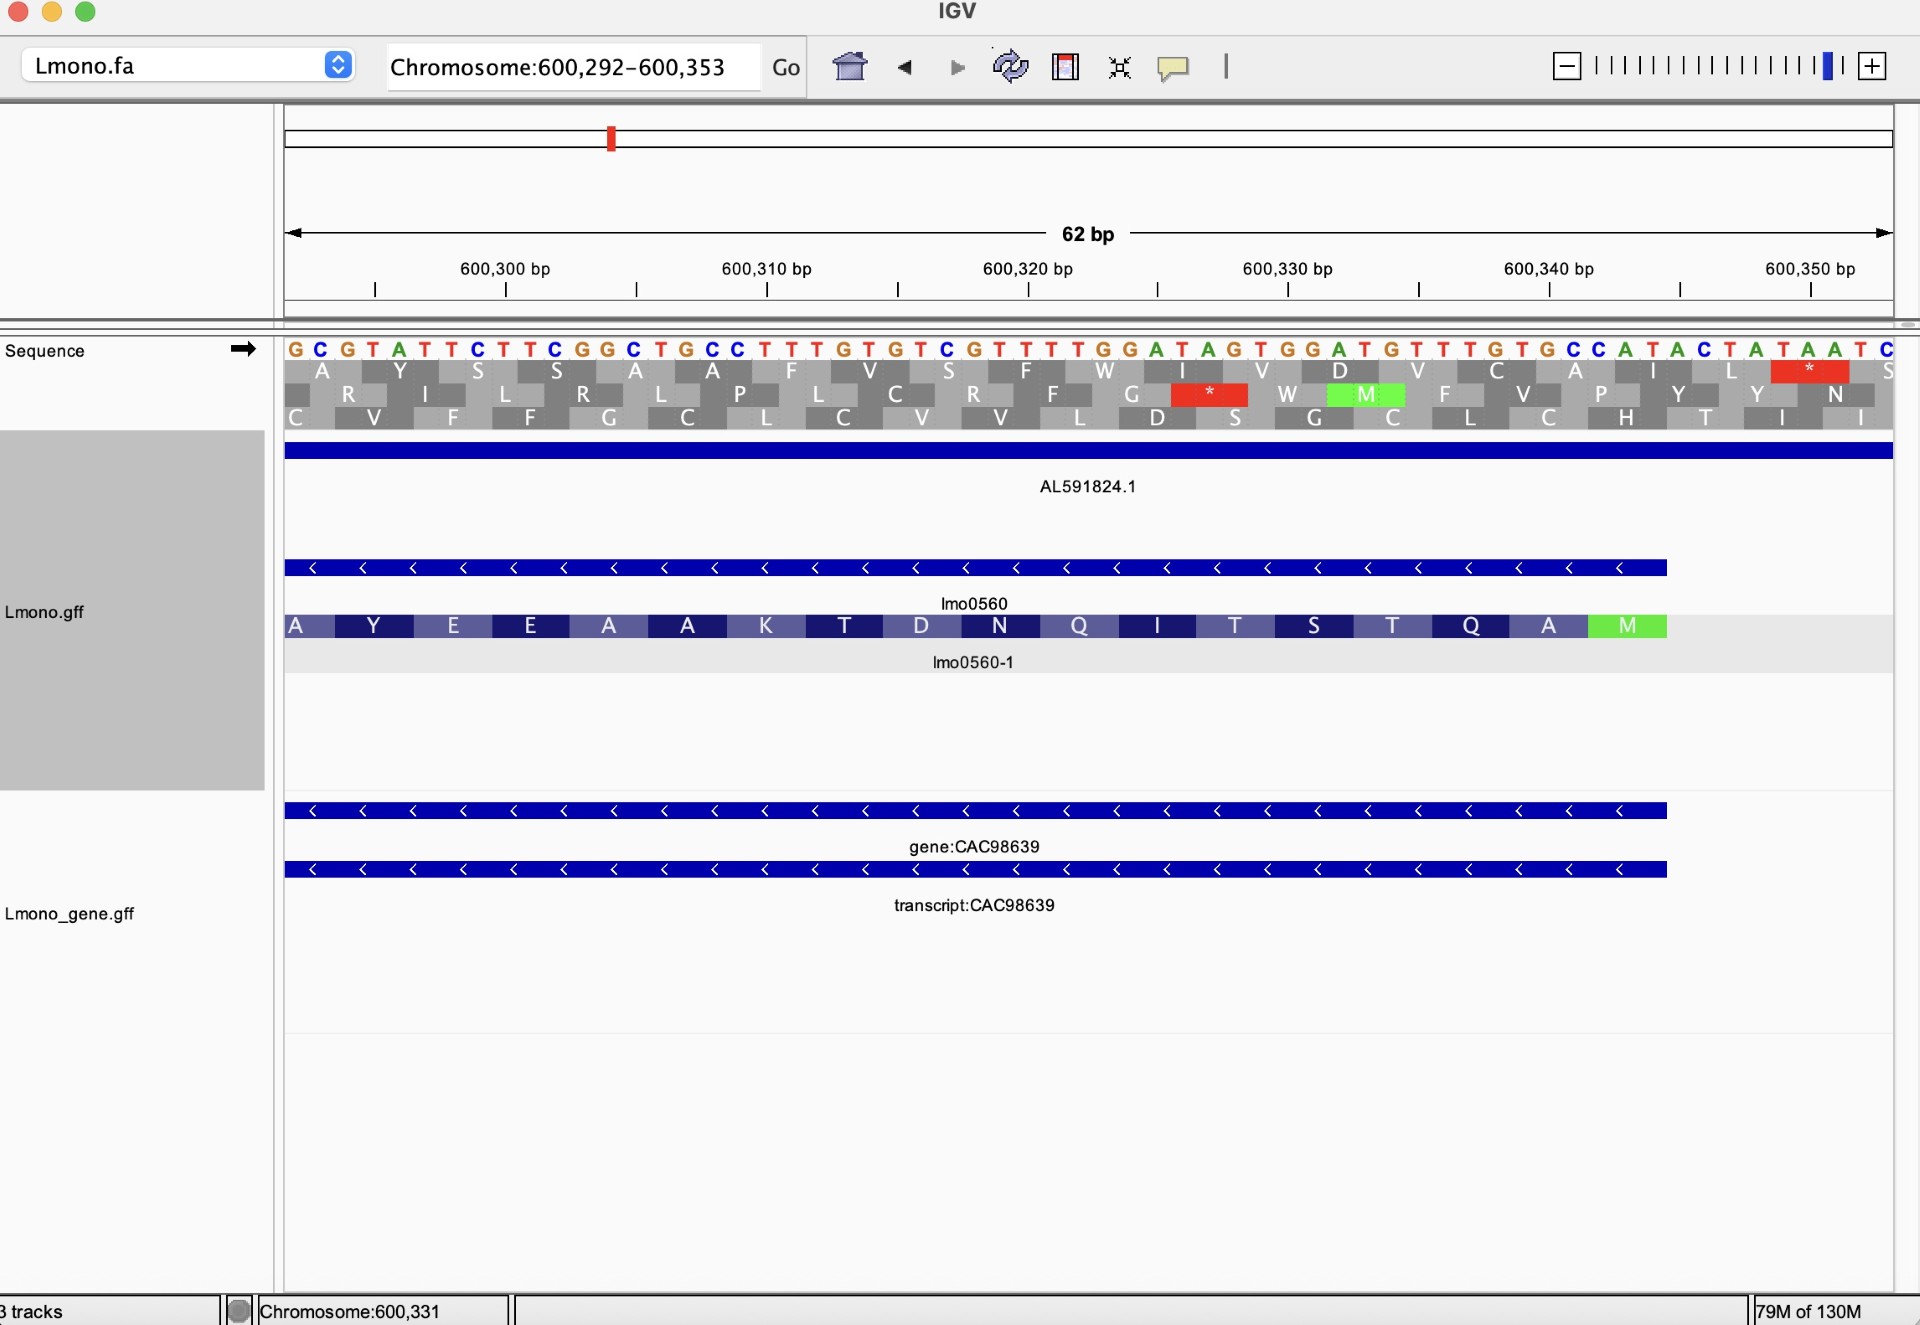 IGV
Lmono.fa Chromosome:600,292-600,353 Go
62 bp
600,300 bp 600,310 bp 600,320 bp 600,330 bp 600,340 bp 600,350 bp
Sequence G C G T A T T C T T C G G C T G C C T T T G T G T C G T T T T G G A T A G T G G A T G T T T G T G C C A T A C T A T A A T C
A Y S S A A F V S F W I V D V C A I L * S
R I L R L P L C R F G * W M F V P Y Y N
C V F F G C L C V V L D S G C L C H T I I
AL591824.1
lmo0560
Lmono.gff
A Y E E A A K T D N Q I T S T Q A M
lmo0560-1
gene:CAC98639
transcript:CAC98639
Lmono_gene.gff
3 tracks Chromosome:600,331 79M of 130M